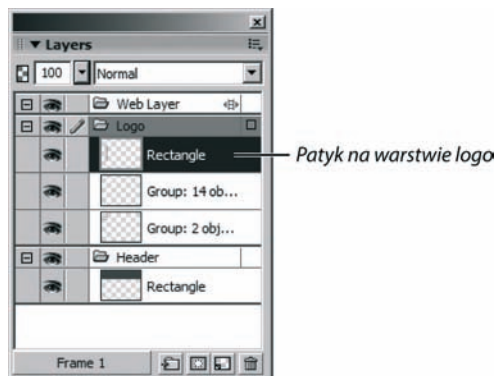 Layers
100 Normal
Web Layer
Logo
Rectangle
Patyk na warstwie logo
Group: 14 ob...
Group: 2 obj...
Header
Rectangle
Frame 1